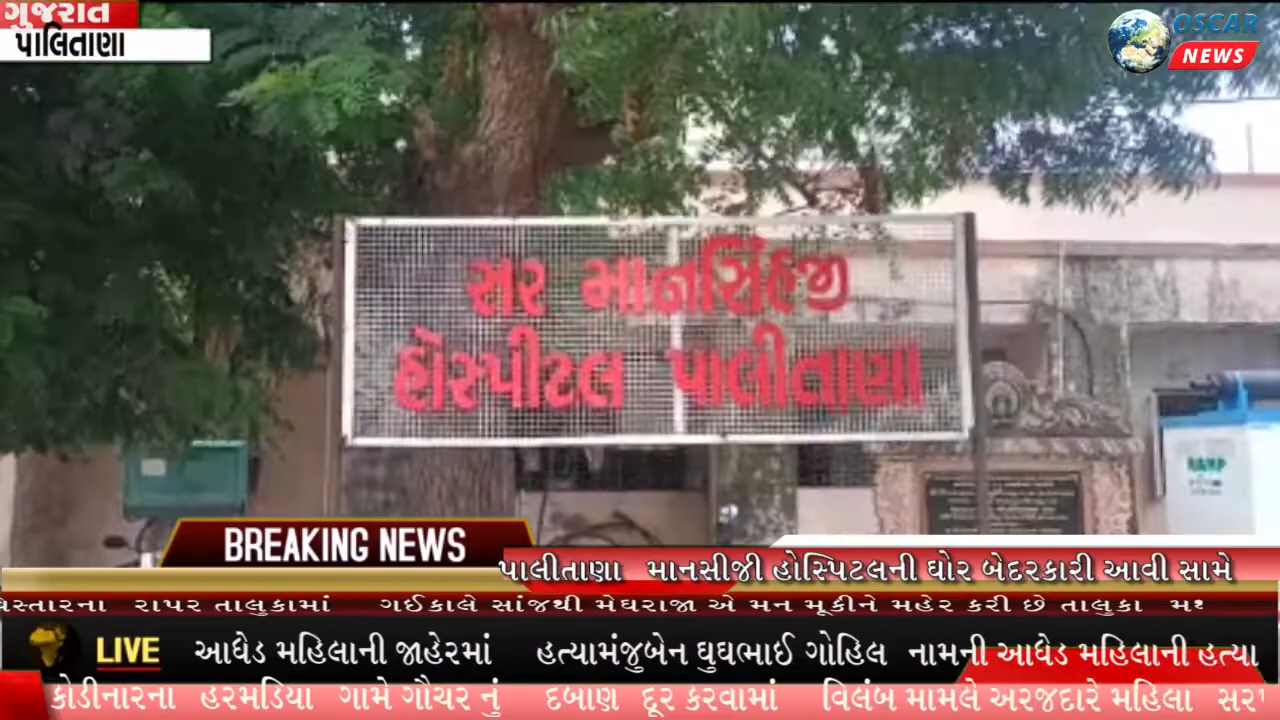 ગુજરાત
પાલિતાણા
OSCAR
NEWS
સર માનસિંહજી
હોસ્પીટલ પાલીતાણા
RAMP
BREAKING NEWS
પાલીતાણા માનસીજી હોસ્પિટલની ઘોર બેદરકારી આવી સામે
વિસ્તારના રાપર તાલુકામાં ગઈકાલે સાંજથી મેઘરાજા એ મન મૂકીને મહેર કરી છે તાલુકા
LIVE
આધેડ મહિલાની જાહેરમાં હત્યામંજુબેન ઘુઘભાઈ ગોહિલ નામની આધેડ મહિલાની હત્યા
કોડીનારના હરમડિયા ગામે ગૌચર નું દબાણ દૂર કરવામાં વિલંબ મામલે અરજદારે મહિલા